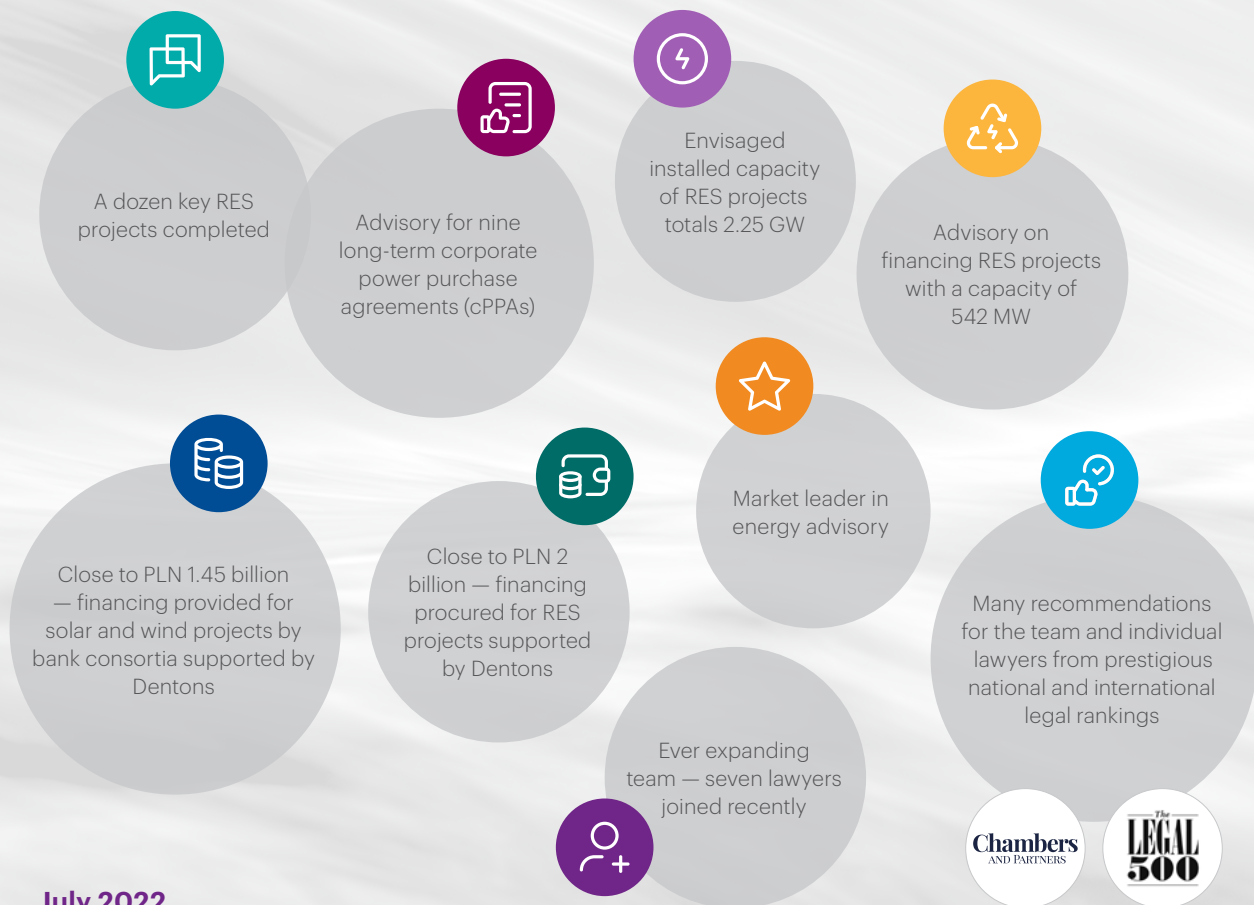 A dozen key RES
projects completed
Advisory for nine
long-term corporate
power purchase
agreements (cPPAs)
Envisaged
installed capacity
of RES projects
totals 2.25 GW
Advisory on
financing RES projects
with a capacity of
542 MW
Close to PLN 1.45 billion
— financing provided for
solar and wind projects by
bank consortia supported by
Dentons
Close to PLN 2
billion — financing
procured for RES
projects supported
by Dentons
Market leader in
energy advisory
Many recommendations
for the team and individual
lawyers from prestigious
national and international
legal rankings
Ever expanding
team — seven lawyers
joined recently
Chambers
AND PARTNERS
The
LEGAL
500
July 2022